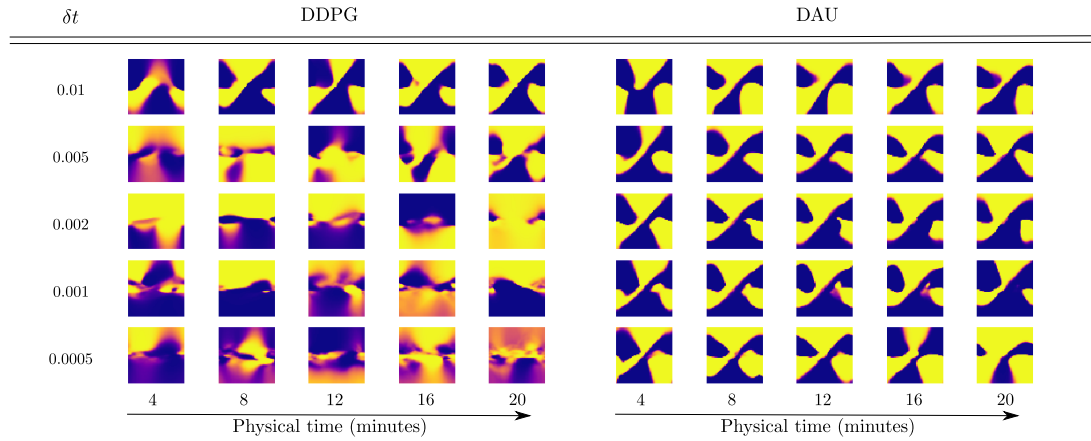 δt DDPG DAU
0.01
0.005
0.002
0.001
0.0005
4 8 12 16 20 4 8 12 16 20
Physical time (minutes) Physical time (minutes)